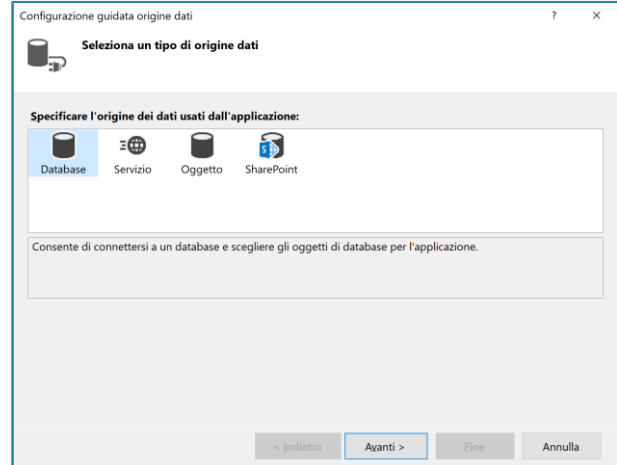 Configurazione guidata origine dati ? ×
Seleziona un tipo di origine dati
Specificare l'origine dei dati usati dall'applicazione:
Database Servizio Oggetto SharePoint
Consente di connettersi a un database e scegliere gli oggetti di database per l'applicazione.
< Indietro Avanti > Fine Annulla